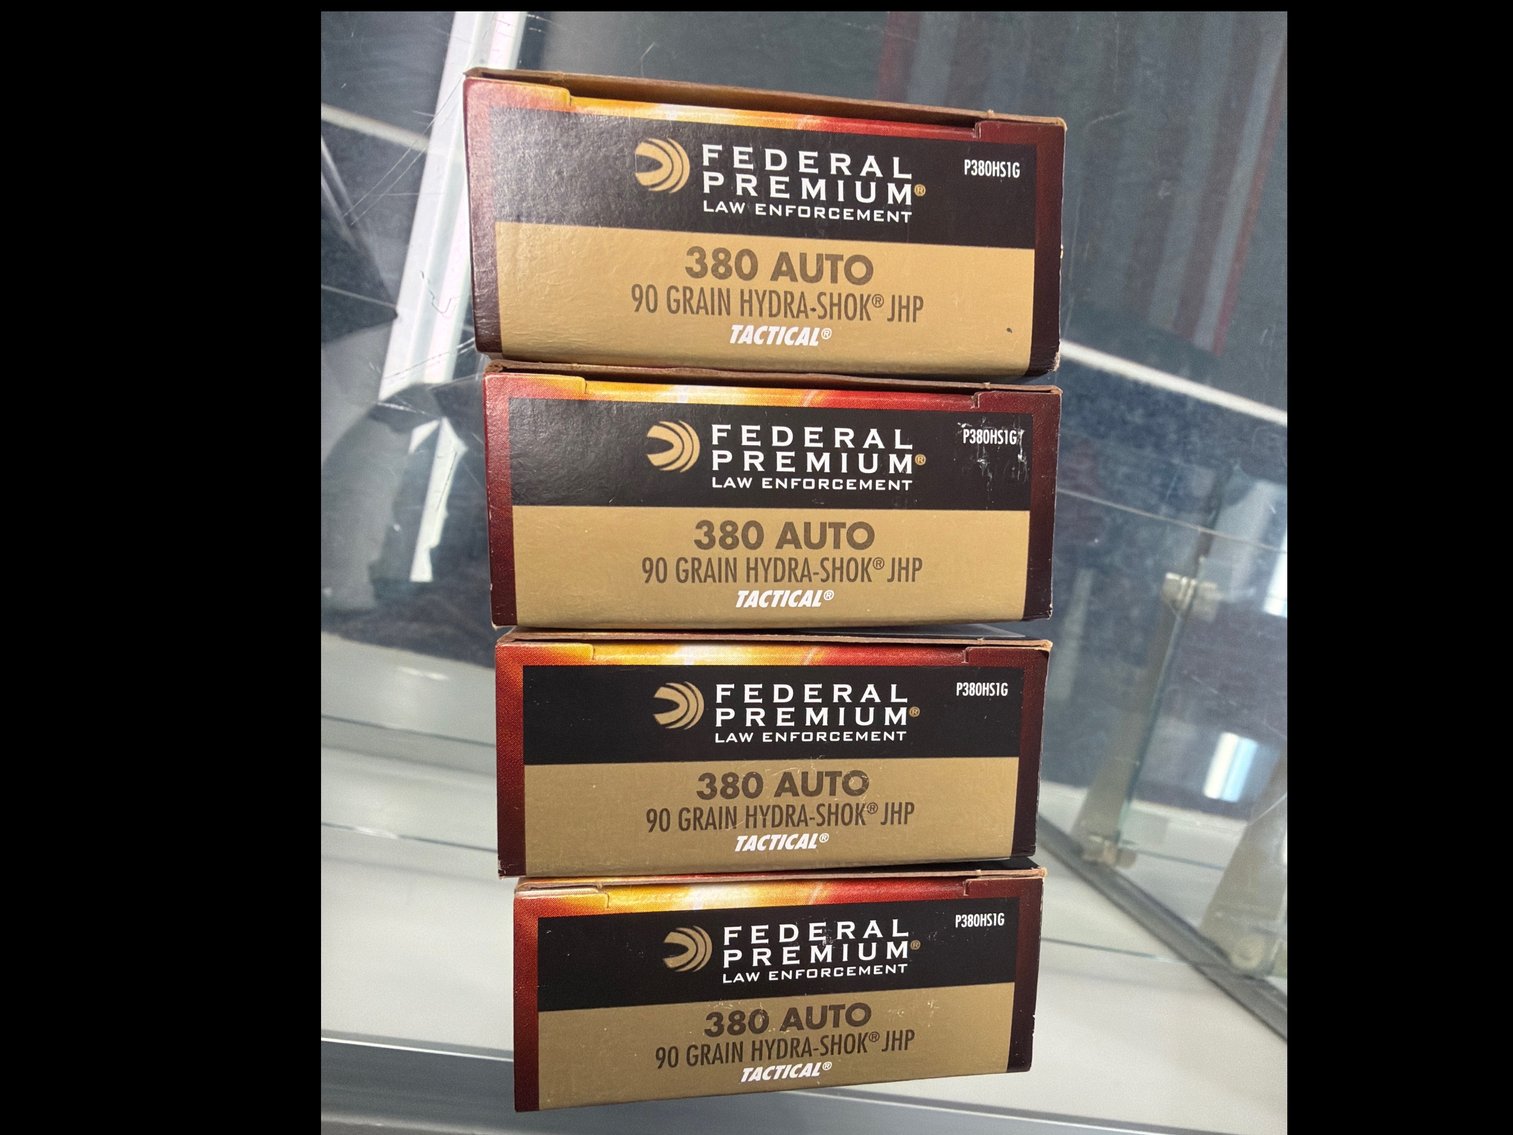 FEDERAL
PREMIUM®
LAW ENFORCEMENT
P380HS1G
380 AUTO
90 GRAIN HYDRA-SHOK® JHP
TACTICAL®
FEDERAL
PREMIUM®
LAW ENFORCEMENT
P380HS1G
380 AUTO
90 GRAIN HYDRA-SHOK® JHP
TACTICAL®
FEDERAL
PREMIUM®
LAW ENFORCEMENT
P380HS1G
380 AUTO
90 GRAIN HYDRA-SHOK® JHP
TACTICAL®
FEDERAL
PREMIUM®
LAW ENFORCEMENT
P380HS1G
380 AUTO
90 GRAIN HYDRA-SHOK® JHP
TACTICAL®